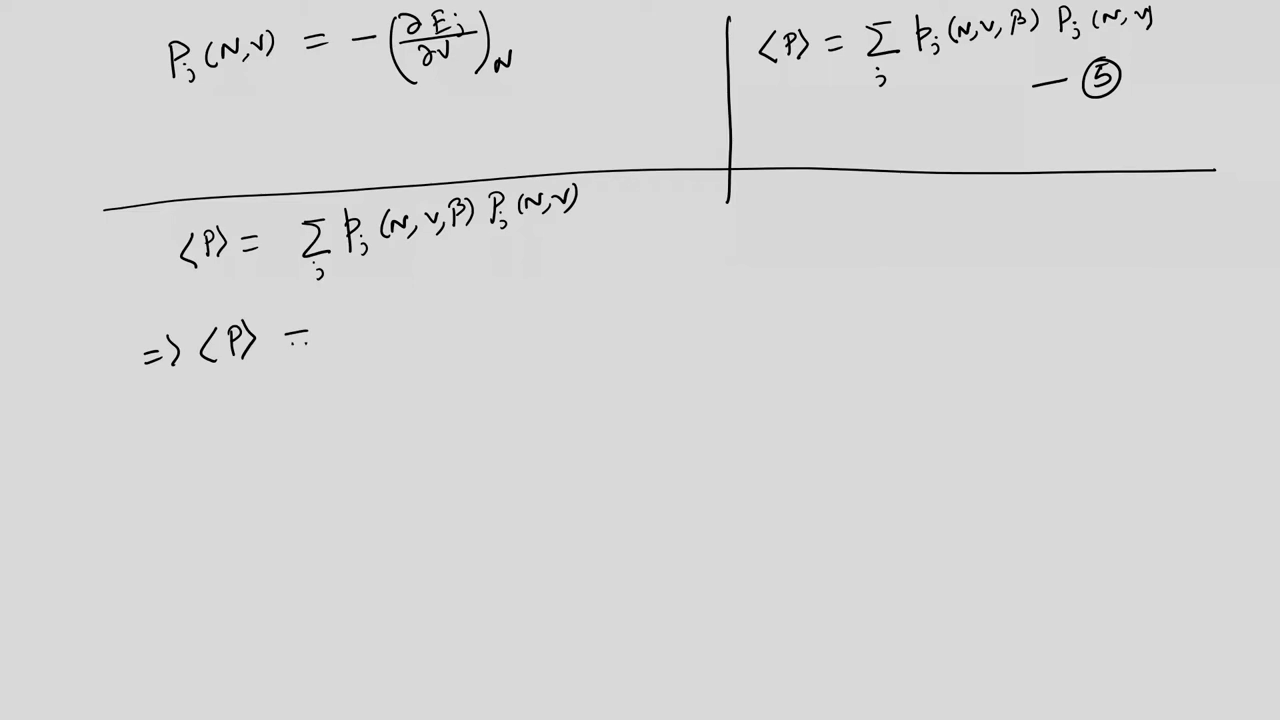 P_j (N,V) = -(∂E_j/∂V)_N
⟨P⟩ = Σ_j p_j (N,V,β) P_j (N,V)
— ⑤
⟨P⟩ = Σ_j p_j (N,V,β) P_j (N,V)
=> ⟨P⟩ =